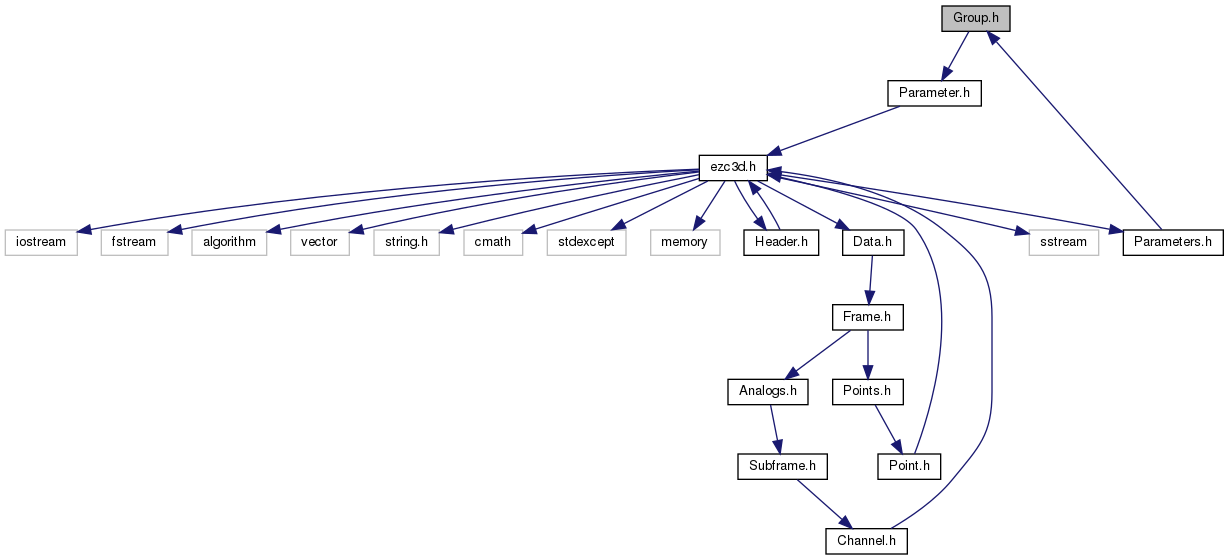 Group.h
Parameter.h
ezc3d.h
iostream
fstream
algorithm
vector
string.h
cmath
stdexcept
memory
Header.h
Data.h
sstream
Parameters.h
Frame.h
Analogs.h
Points.h
Subframe.h
Point.h
Channel.h